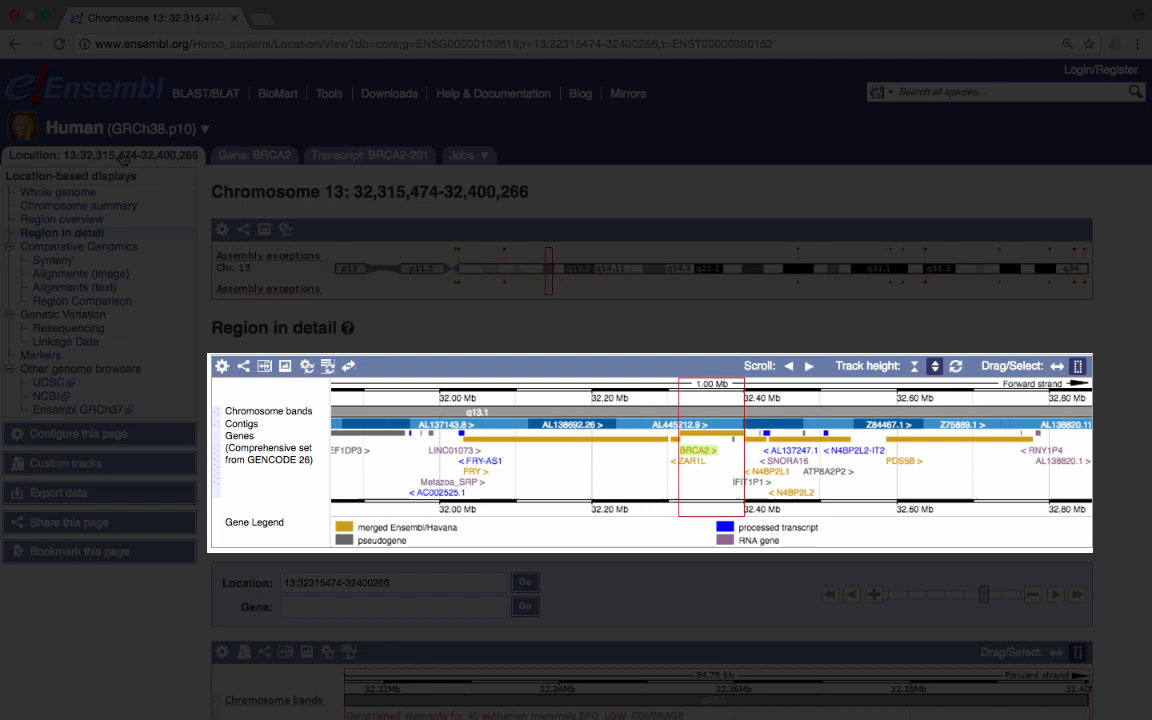 Chromosome 13: 32,315,474
www.ensembl.org/Homo_sapiens/Location/View?db=core;g=ENSG00000139618;r=13:32315474-32400266;t=ENST00000380152
Login/Register
e!Ensembl
BLAST/BLAT BioMart Tools Downloads Help & Documentation Blog Mirrors
Search all species...
Human (GRCh38.p10) ▼
Location: 13:32,315,474-32,400,266 Gene: BRCA2 Transcript: BRCA2-201 Jobs ▼
Location-based displays
Whole genome
Chromosome summary
Region overview
Region in detail
Comparative Genomics
Synteny
Alignments (image)
Alignments (text)
Region Comparison
Genetic Variation
Resequencing
Linkage Data
Markers
Other genome browsers
UCSC
NCBI
Ensembl GRCh37
Configure this page
Custom tracks
Export data
Share this page
Bookmark this page
Chromosome 13: 32,315,474-32,400,266
Assembly exceptions
Chr. 13
p13 p11.2 q14.11 q14.3 q21.1 q31.1 q31.3 q34
Assembly exceptions
Region in detail
Scroll: Track height: Drag/Select:
1.00 Mb Forward strand
32.00 Mb 32.20 Mb 32.40 Mb 32.60 Mb 32.80 Mb
Chromosome bands q13.1
Contigs AL137143.8 > AL138692.26 > AL445212.9 > Z84467.1 > Z75889.1 > AL138820.11
Genes
(Comprehensive set
from GENCODE 26)
EF1DP3 > LINC01073 > BRCA2 > < AL137247.1 < N4BP2L2-IT2 < RNY1P4
< FRY-AS1 < ZAR1L < SNORA16 PDS5B > AL138820.1 >
FRY > < N4BP2L1 ATP8A2P2 >
Metazoa_SRP > IFIT1P1 >
< AC002525.1 < N4BP2L2
32.00 Mb 32.20 Mb 32.40 Mb 32.60 Mb 32.80 Mb
Gene Legend
merged Ensembl/Havana processed transcript
pseudogene RNA gene
Location: 13:32315474-32400266 Go
Gene: Go
Drag/Select:
84.79 kb Forward strand
32.32Mb 32.34Mb 32.36Mb 32.38Mb 32.40
Chromosome bands
Constrained elements for 40 eutherian mammals EPO_LOW_COVERAGE